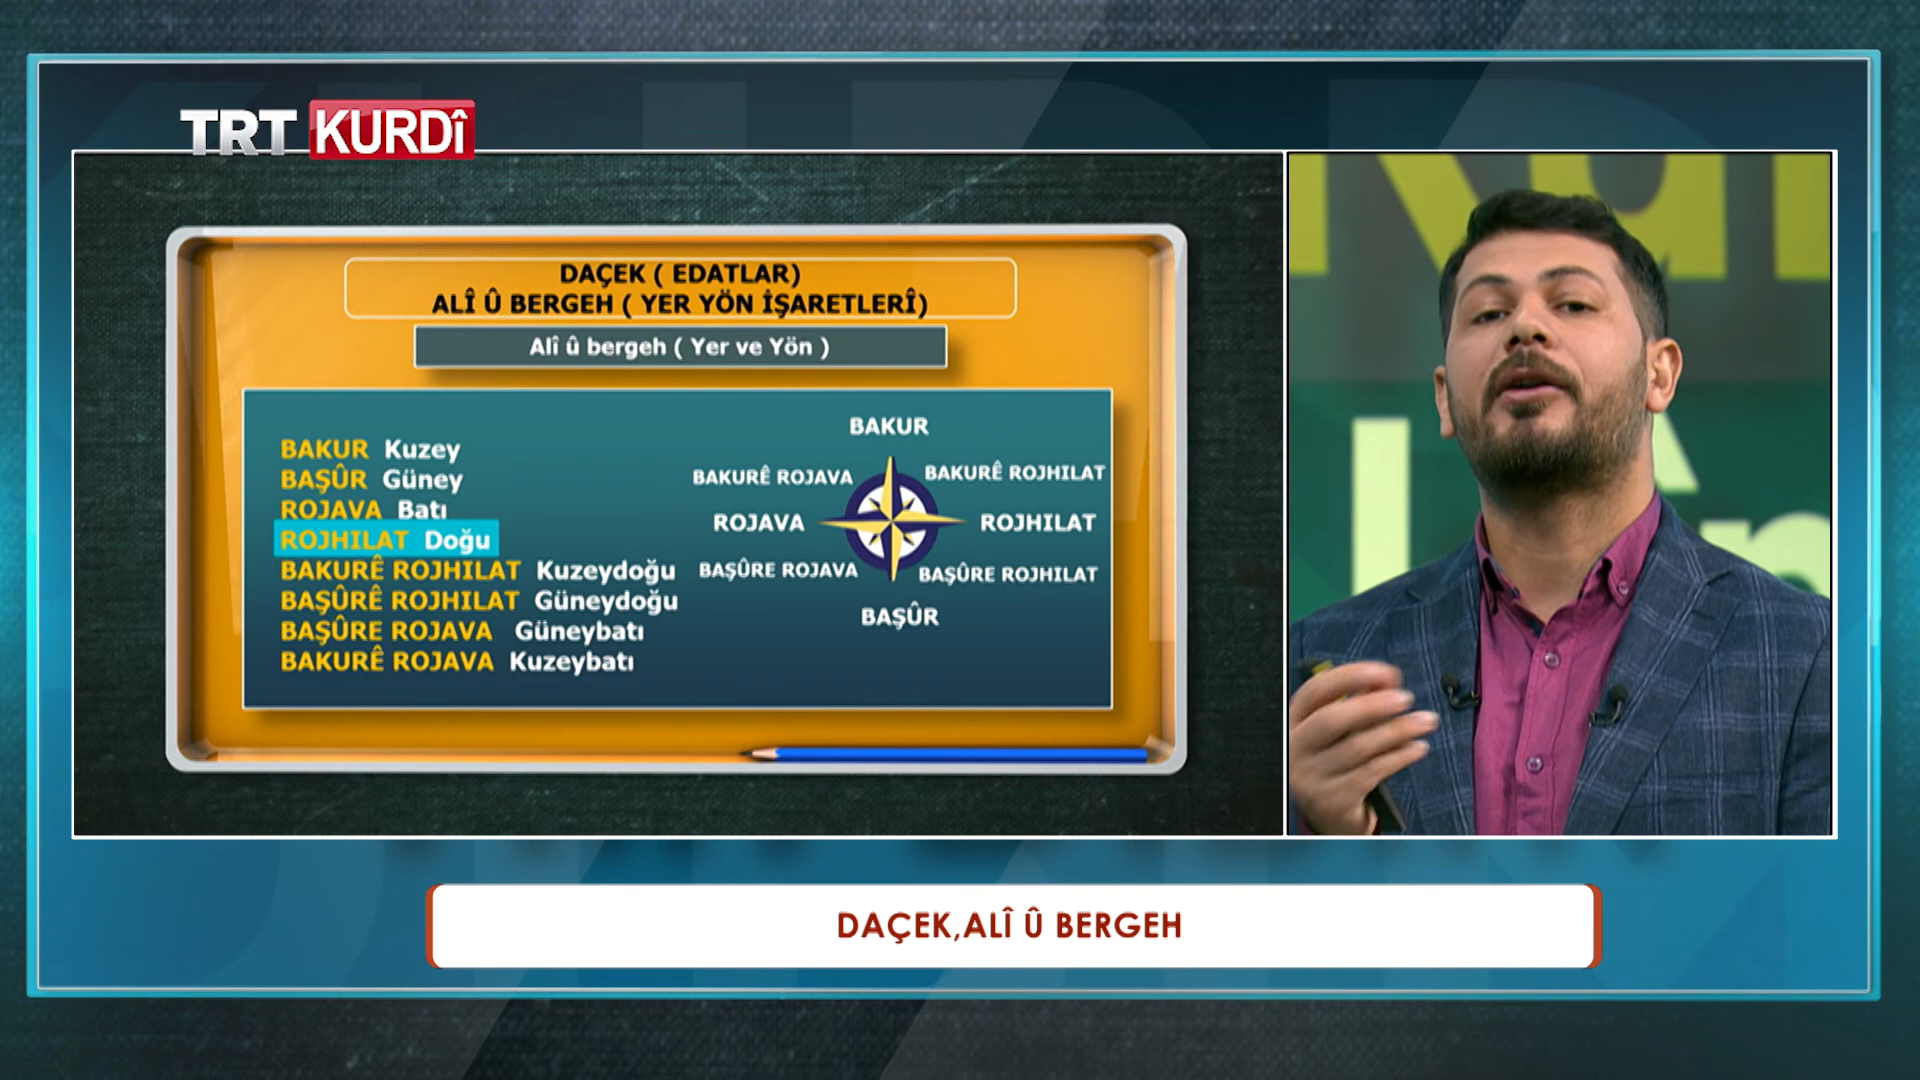 TRT KURDÎ
DAÇEK ( EDATLAR)
ALÎ Û BERGEH ( YER YÖN İŞARETLERÎ)
Alî û bergeh ( Yer ve Yön )
BAKUR Kuzey
BAŞÛR Güney
ROJAVA Batı
ROJHILAT Doğu
BAKURÊ ROJHILAT Kuzeydoğu
BAŞÛRÊ ROJHILAT Güneydoğu
BAŞÛRE ROJAVA Güneybatı
BAKURÊ ROJAVA Kuzeybatı
BAKUR
BAKURÊ ROJAVA
BAKURÊ ROJHILAT
ROJAVA
ROJHILAT
BAŞÛRE ROJAVA
BAŞÛRE ROJHILAT
BAŞÛR
DAÇEK,ALÎ Û BERGEH